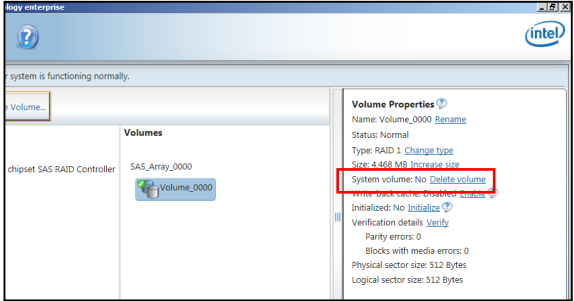 ology enterprise
?
intel
r system is functioning normally.
e Volume...
Volumes
chipset SAS RAID Controller
SAS_Array_0000
Volume_0000
Volume Properties ?
Name: Volume_0000 Rename
Status: Normal
Type: RAID 1 Change type
Size: 4,468 MB Increase size
System volume: No Delete volume
Write-back cache: Disabled Enable ?
Initialized: No Initialize ?
Verification details Verify
Parity errors: 0
Blocks with media errors: 0
Physical sector size: 512 Bytes
Logical sector size: 512 Bytes